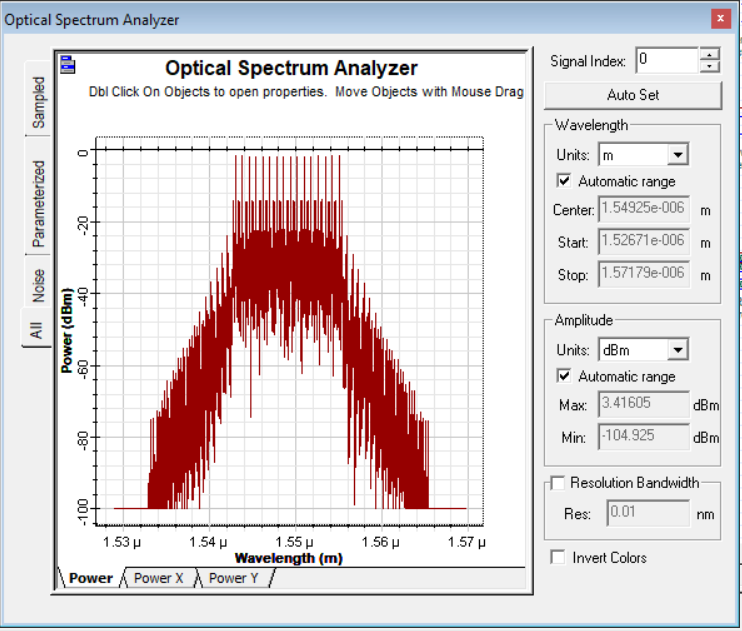 Optical Spectrum Analyzer
x
Optical Spectrum Analyzer
Dbl Click On Objects to open properties.  Move Objects with Mouse Drag
Sampled
Parameterized
Noise
All
Power (dBm)
0
-20
-40
-60
-80
-100
1.53 µ
1.54 µ
1.55 µ
1.56 µ
1.57 µ
Wavelength (m)
Power
Power X
Power Y
Signal Index: 0
Auto Set
Wavelength
Units: m
Automatic range
Center: 1.54925e-006 m
Start: 1.52671e-006 m
Stop: 1.57179e-006 m
Amplitude
Units: dBm
Automatic range
Max: 3.41605 dBm
Min: -104.925 dBm
Resolution Bandwidth
Res: 0.01 nm
Invert Colors